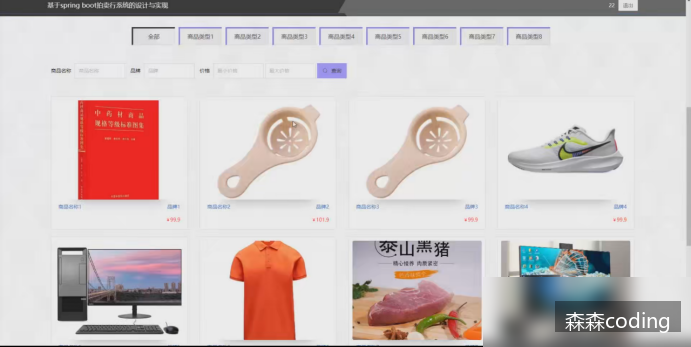 基于spring boot拍卖行系统的设计与实现
22 退出
全部 商品类型1 商品类型2 商品类型3 商品类型4 商品类型5 商品类型6 商品类型7 商品类型8
商品名称 商品名称 品牌 品牌 价格 最小价格 最大价格 查询
中药材商品
规格等级标准图集
商品名称1 品牌1 商品名称2 品牌2 商品名称3 品牌3 商品名称4 品牌4
￥99.9 ￥101.9 ￥99.9 ￥99.9
泰山黑猪
森森coding